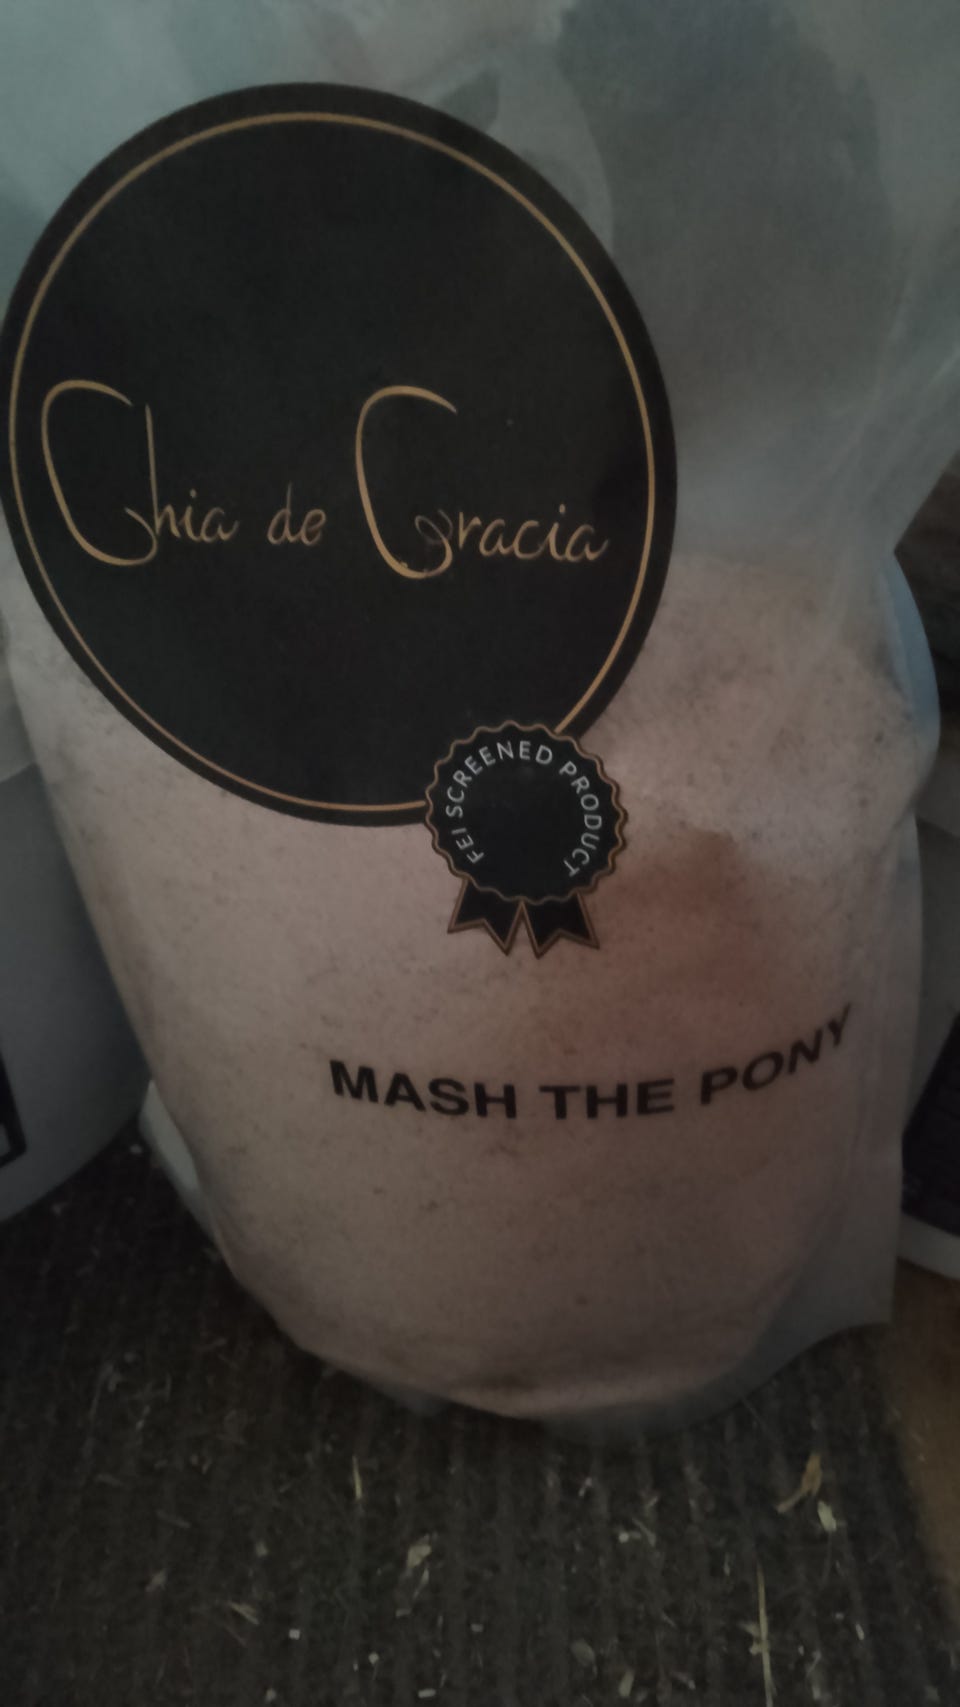 Chia de Gracia
FEI SCREENED PRODUCT
MASH THE PONY